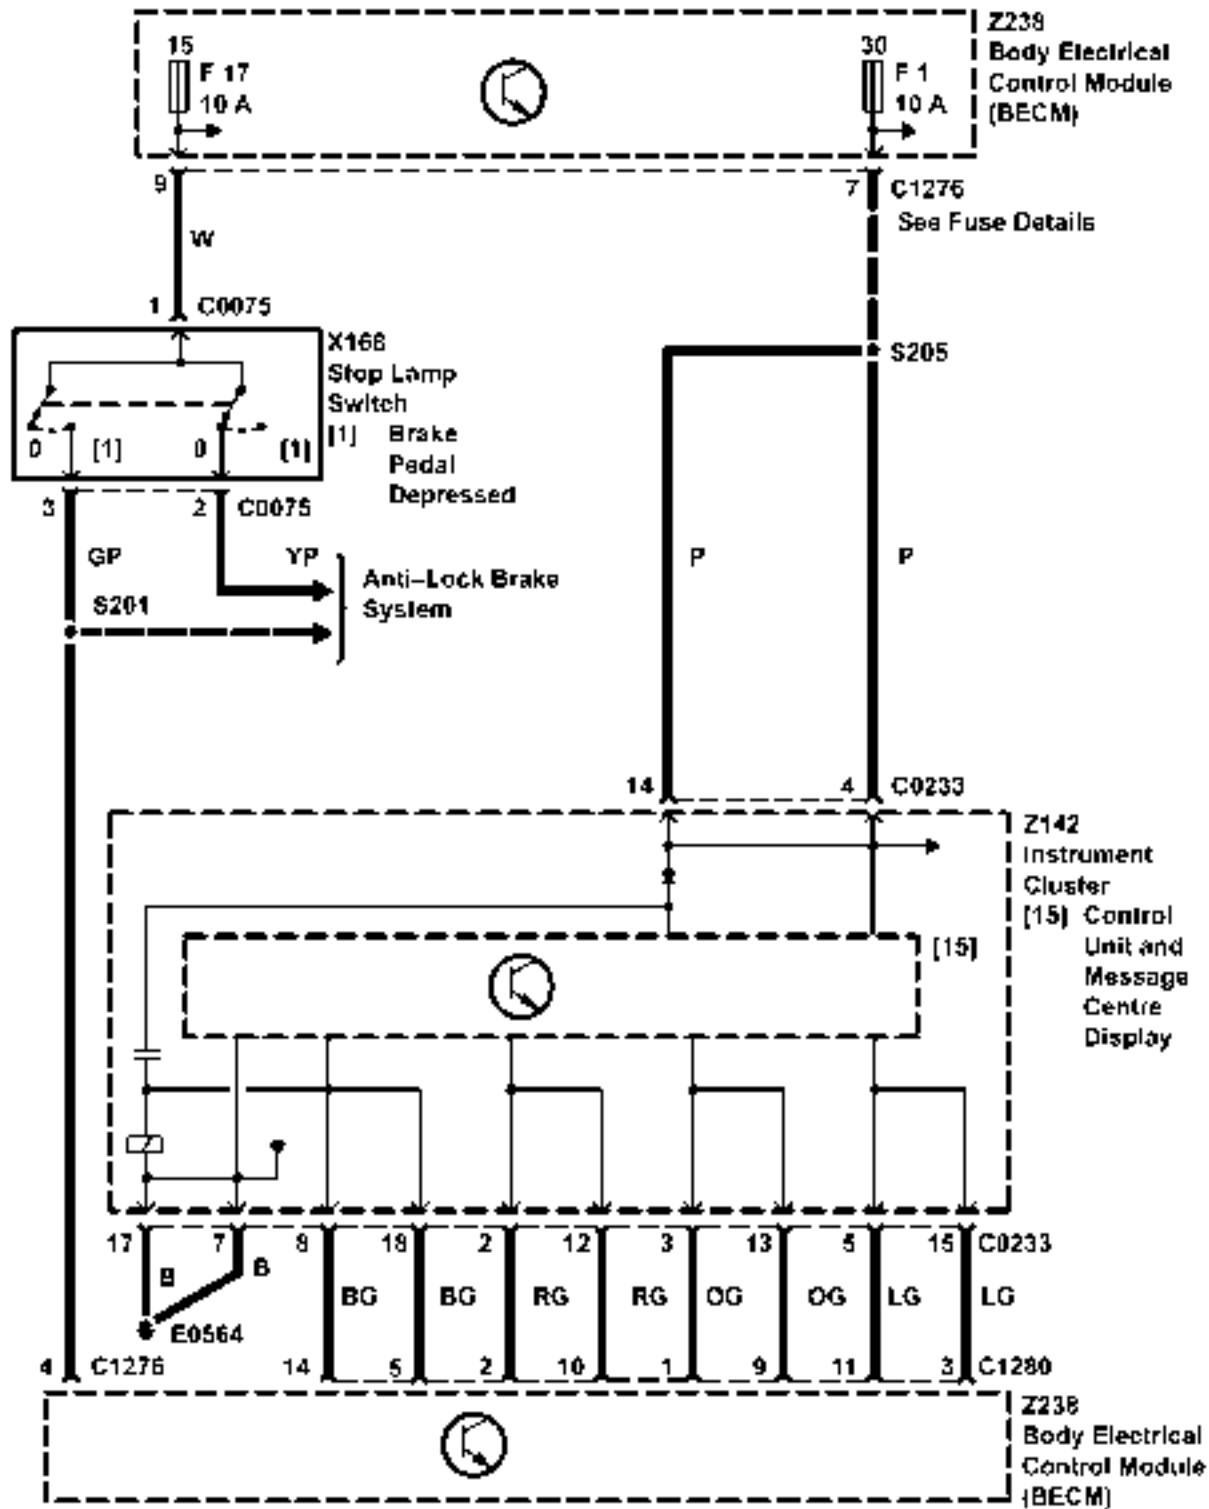 Z238
Body Electrical
Control Module
(BECM)
15
F 17
10 A
30
F 1
10 A
9
7
C1276
See Fuse Details
W
1
C0075
X168
Stop Lamp
Switch
[1] Brake
Pedal
Depressed
0
[1]
0
[1]
S205
3
2
C0075
GP
YP
Anti-Lock Brake
System
S201
P
P
14
4
C0233
Z142
Instrument
Cluster
[15] Control
Unit and
Message
Centre
Display
[15]
17
7
8
18
2
12
3
13
5
15
C0233
B
B
BG
BG
RG
RG
OG
OG
LG
LG
E0564
4
C1276
14
5
2
10
1
9
11
3
C1280
Z238
Body Electrical
Control Module
(BECM)